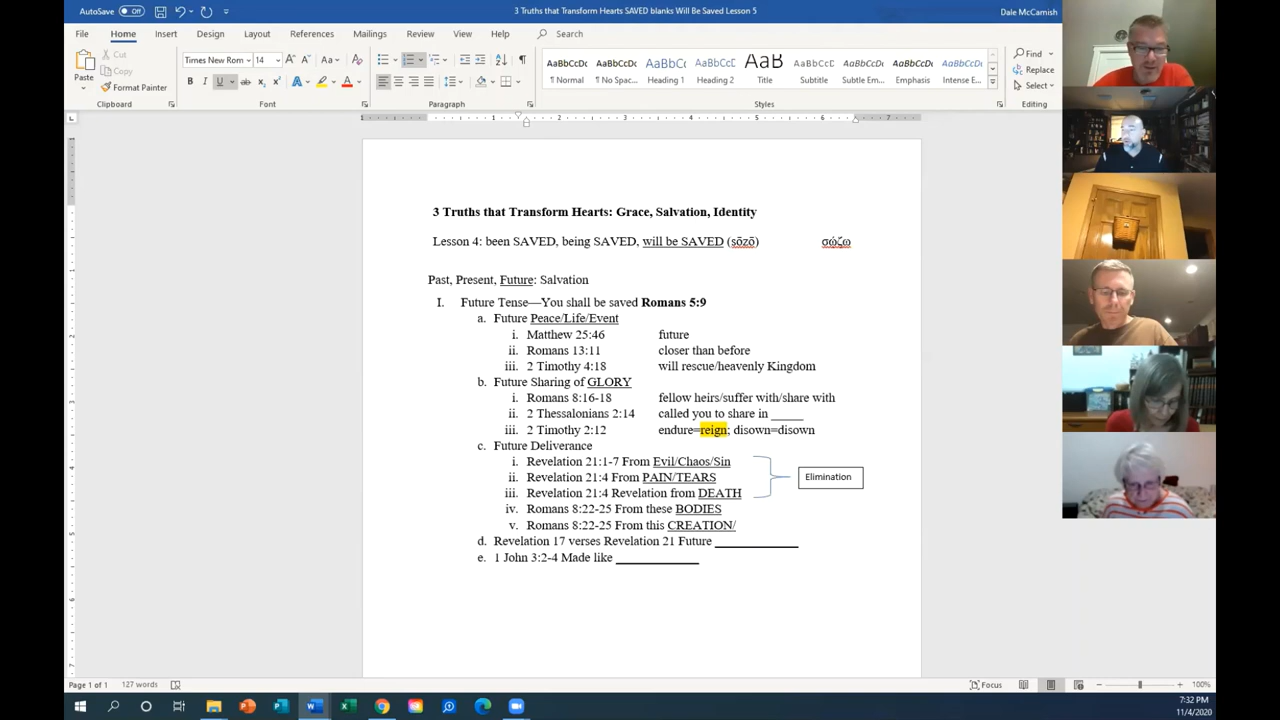 AutoSave Off
3 Truths that Transform Hearts SAVED blanks Will Be Saved Lesson 5
Dale McCamish
File Home Insert Design Layout References Mailings Review View Help Search
Paste
Cut
Copy
Format Painter
Clipboard
Times New Rom 14
Font
Paragraph
AaBbCcDc AaBbCcDc AaBbCc AaBbCcC AaB AaBbCcD AaBbCcDc AaBbCcDc AaBbCcDc
¶ Normal ¶ No Spac... Heading 1 Heading 2 Title Subtitle Subtle Em... Emphasis Intense E...
Styles
Find
Replace
Select
Editing
3 Truths that Transform Hearts: Grace, Salvation, Identity
Lesson 4: been SAVED, being SAVED, will be SAVED (sōzō) σώζω
Past, Present, Future: Salvation
I. Future Tense—You shall be saved Romans 5:9
a. Future Peace/Life/Event
i. Matthew 25:46 future
ii. Romans 13:11 closer than before
iii. 2 Timothy 4:18 will rescue/heavenly Kingdom
b. Future Sharing of GLORY
i. Romans 8:16-18 fellow heirs/suffer with/share with
ii. 2 Thessalonians 2:14 called you to share in _____
iii. 2 Timothy 2:12 endure=reign; disown=disown
c. Future Deliverance
i. Revelation 21:1-7 From Evil/Chaos/Sin
ii. Revelation 21:4 From PAIN/TEARS
Elimination
iii. Revelation 21:4 Revelation from DEATH
iv. Romans 8:22-25 From these BODIES
v. Romans 8:22-25 From this CREATION/
d. Revelation 17 verses Revelation 21 Future _____________
e. 1 John 3:2-4 Made like _____________
Page 1 of 1 127 words
Focus
100%
7:32 PM
11/4/2020